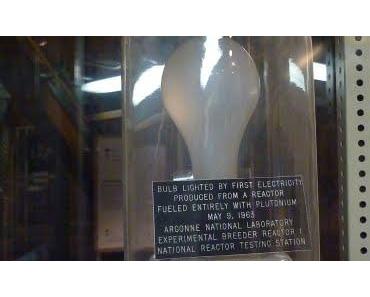 BULB LIGHTED BY FIRST ELECTRICITY
PRODUCED FROM A REACTOR
FUELED ENTIRELY WITH PLUTONIUM
MAY 9, 1963
ARGONNE NATIONAL LABORATORY
EXPERIMENTAL BREEDER REACTOR I
NATIONAL REACTOR TESTING STATION